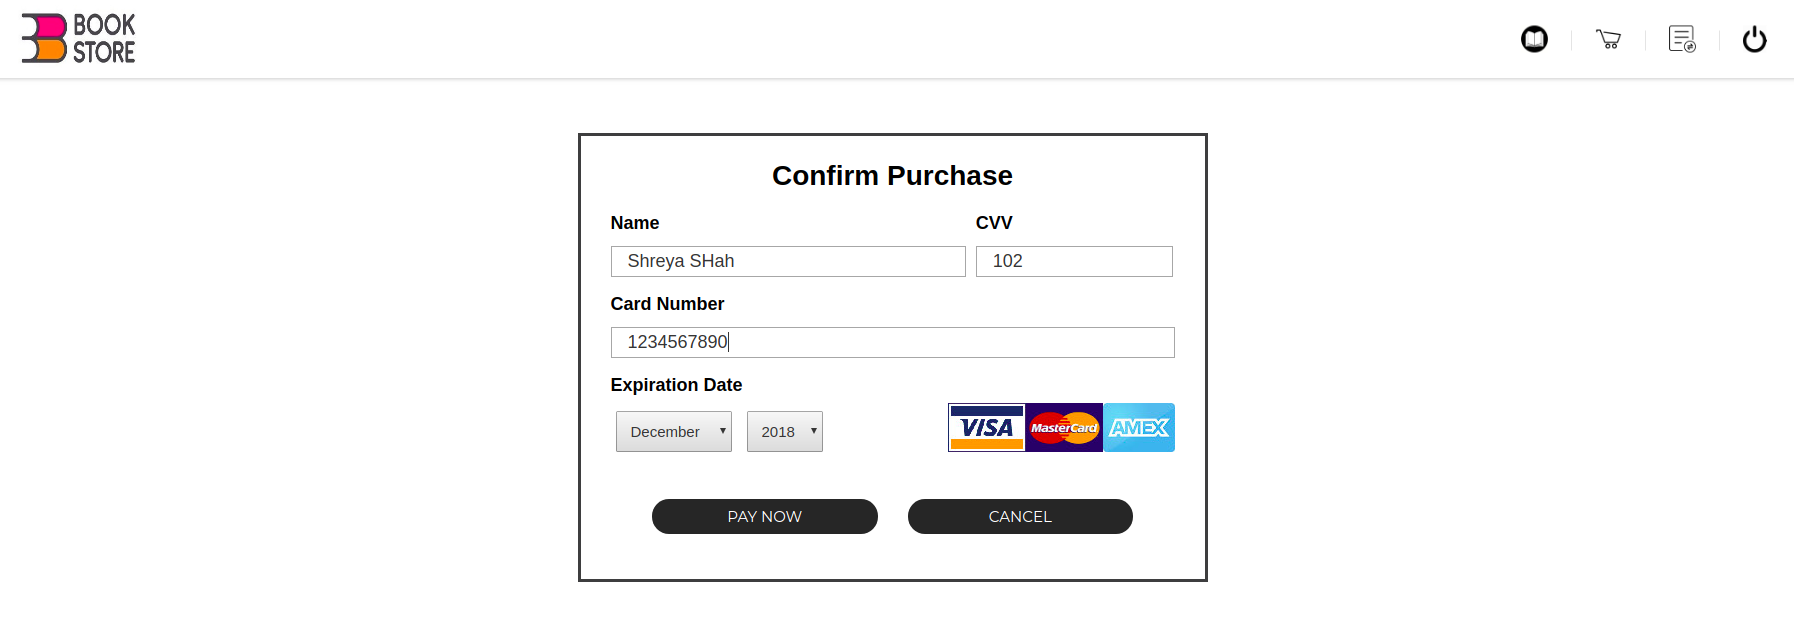 BOOK
STORE
Confirm Purchase
Name CVV
Shreya SHah 102
Card Number
1234567890
Expiration Date
December 2018
VISA MasterCard AMEX
PAY NOW CANCEL